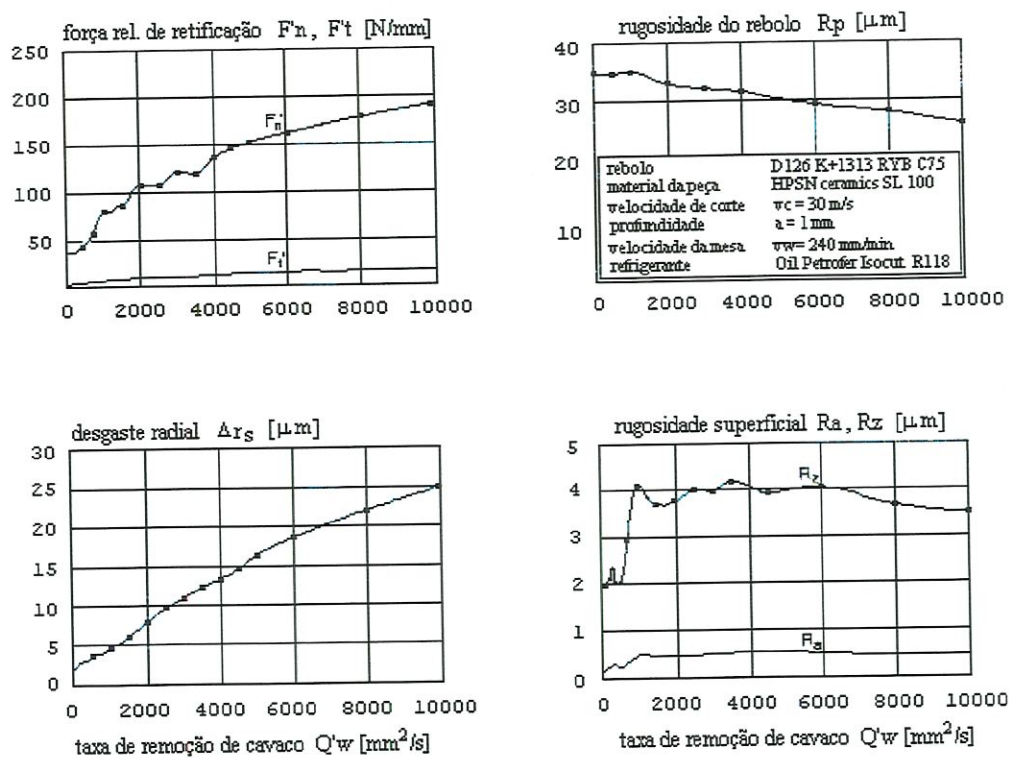 força rel. de retificação F'n, F't [N/mm]
250
200
150
100
50
F'n
F't
0 2000 4000 6000 8000 10000
rugosidade do rebolo Rp [μm]
40
30
20
10
rebolo D126 K+1313 RYB C75
material da peça HPSN ceramics SL 100
velocidade de corte vc = 30 m/s
profundidade a = 1 mm
velocidade da mesa vw= 240 mm/min
refrigerante Oil Petrofer Isocut R118
0 2000 4000 6000 8000 10000
desgaste radial Δrs [μm]
30
25
20
15
10
5
0
0 2000 4000 6000 8000 10000
taxa de remoção de cavaco Q'w [mm²/s]
rugosidade superficial Ra, Rz [μm]
5
4
3
2
1
0
Rz
Ra
0 2000 4000 6000 8000 10000
taxa de remoção de cavaco Q'w [mm²/s]